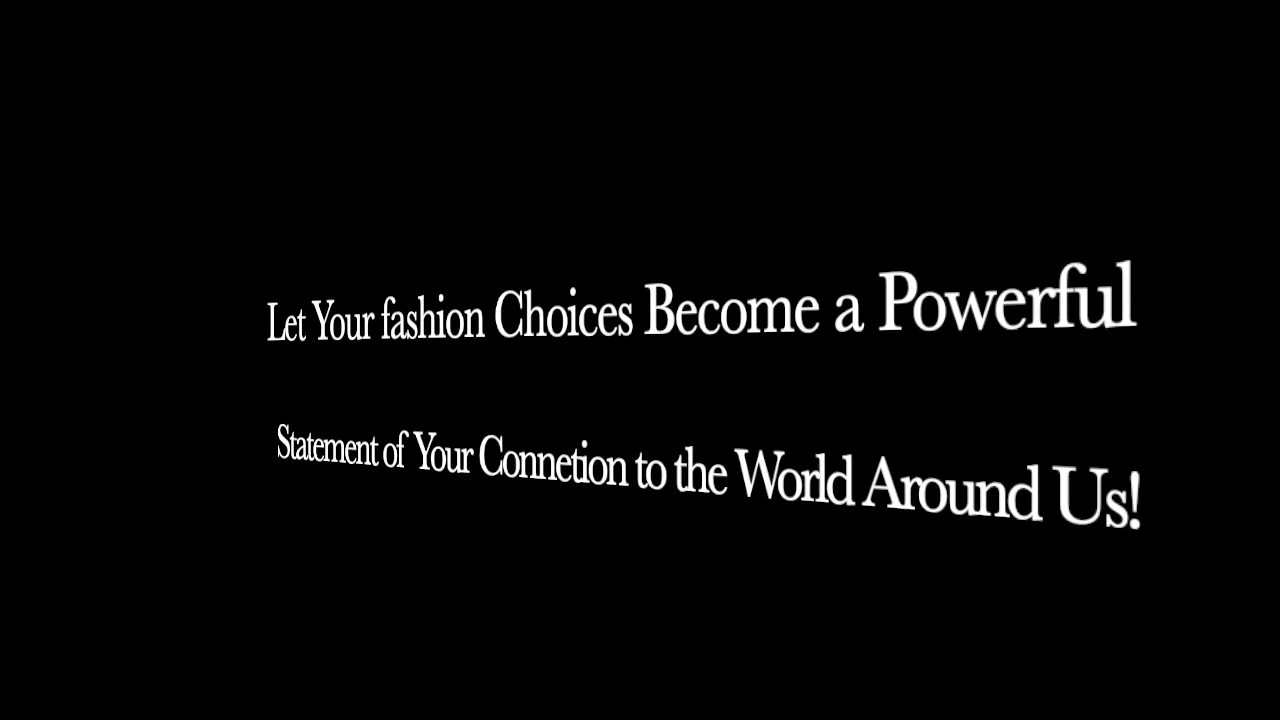 Let Your fashion Choices Become a Powerful
Statement of Your Connetion to the World Around Us!